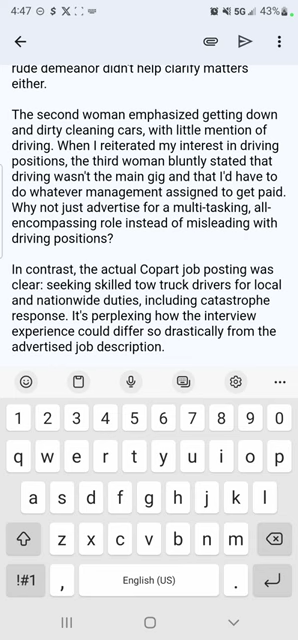 4:47 $ X 5G 43%
rude demeanor didn't help clarify matters
either.
The second woman emphasized getting down
and dirty cleaning cars, with little mention of
driving. When I reiterated my interest in driving
positions, the third woman bluntly stated that
driving wasn't the main gig and that I'd have to
do whatever management assigned to get paid.
Why not just advertise for a multi-tasking, all-
encompassing role instead of misleading with
driving positions?
In contrast, the actual Copart job posting was
clear: seeking skilled tow truck drivers for local
and nationwide duties, including catastrophe
response. It's perplexing how the interview
experience could differ so drastically from the
advertised job description.
1 2 3 4 5 6 7 8 9 0
q w e r t y u i o p
a s d f g h j k l
z x c v b n m
!#1 , English (US) .